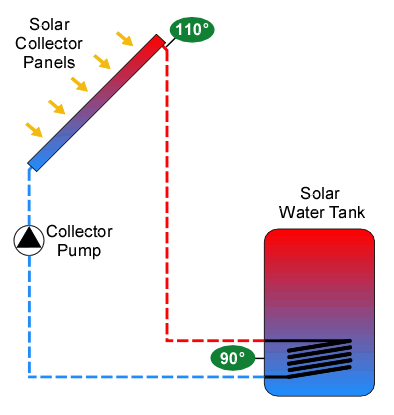 Solar
Collector
Panels
110°
Collector
Pump
Solar
Water Tank
90°